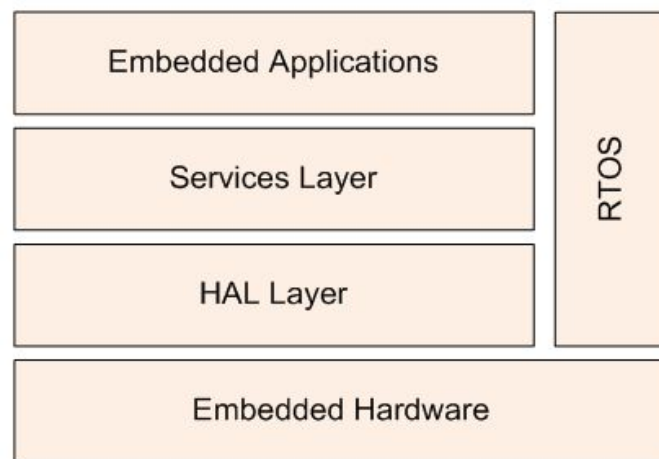 Embedded Applications
Services Layer
HAL Layer
RTOS
Embedded Hardware